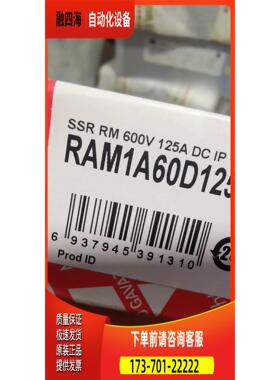 融四海 自动化设备
SSR RM 600V 125A DC IP
RAM1A60D125
6 937945 391310
Prod ID
优质保证
极速发货
原装正品
提供发票
下单前请咨询客服
173-701-22222